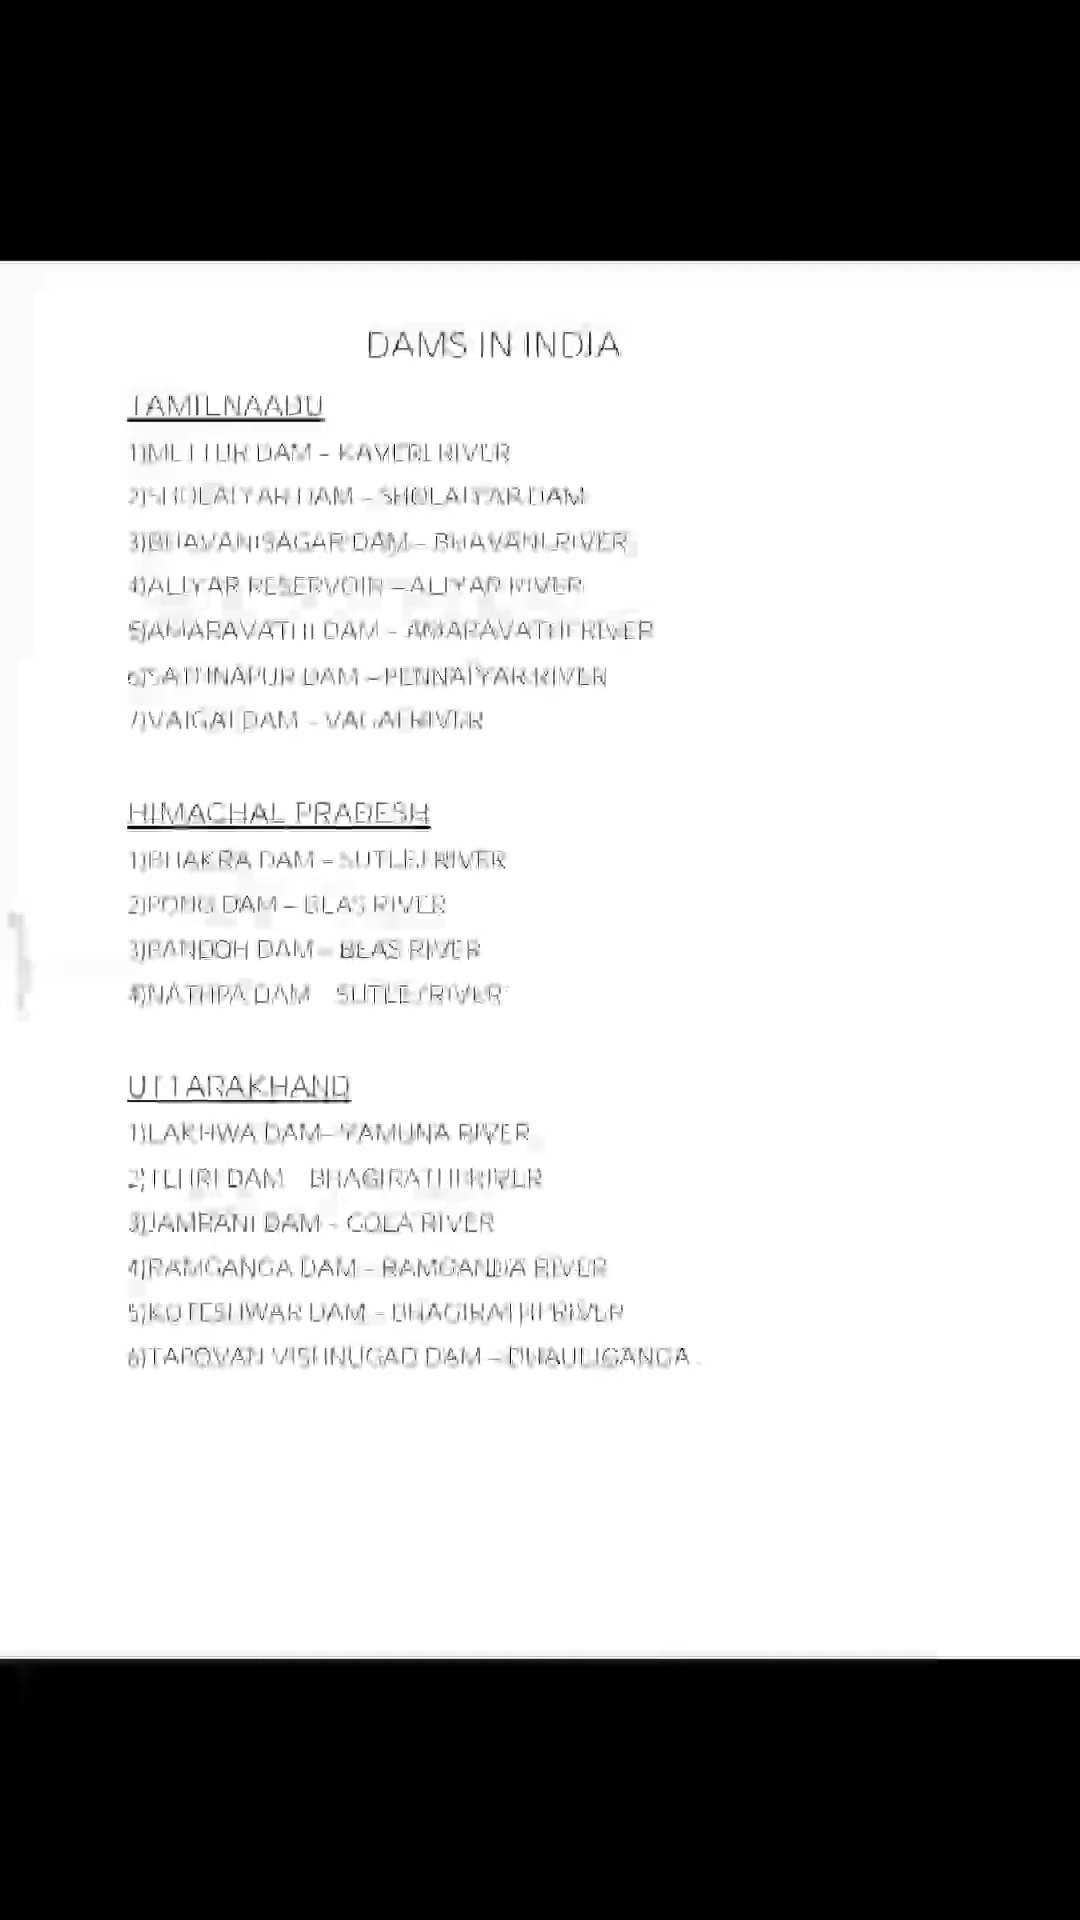 DAMS IN INDIA
TAMILNAADU
1)METTUR DAM – KAVERI RIVER
2)SHOLAIYAR DAM – SHOLAIYAR DAM
3)BHAVANISAGAR DAM – BHAVANI RIVER
4)ALIYAR RESERVOIR – ALIYAR RIVER
5)AMARAVATHI DAM – AMARAVATHI RIVER
6)SATHNAPUR DAM – PENNAIYAR RIVER
7)VAIGAI DAM – VAGAI RIVER
HIMACHAL PRADESH
1)BHAKRA DAM – SUTLEJ RIVER
2)PONG DAM – BEAS RIVER
3)PANDOH DAM – BEAS RIVER
4)NATHPA DAM – SUTLEJ RIVER
UTTARAKHAND
1)LAKHWA DAM– YAMUNA RIVER
2)TEHRI DAM – BHAGIRATHI RIVER
3)JAMRANI DAM – GOLA RIVER
4)RAMGANGA DAM – RAMGANGA RIVER
5)KOTESHWAR DAM – BHAGIRATHI RIVER
6)TAPOVAN VISHNUGAD DAM – DHAULIGANGA .